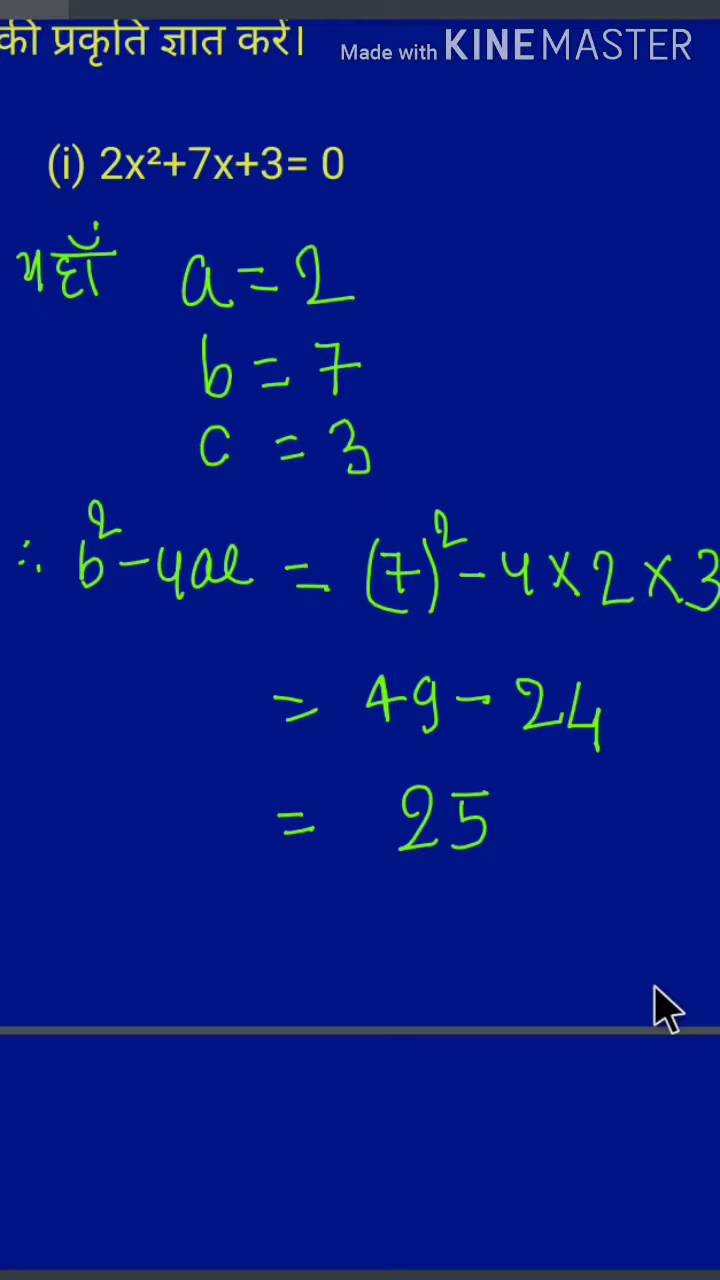 की प्रकृति ज्ञात करें।
Made with KINEMASTER
(i) 2x²+7x+3= 0
यहाँ a = 2
b = 7
c = 3
∴ b² - 4ac = (7)² - 4 × 2 × 3
= 49 - 24
= 25